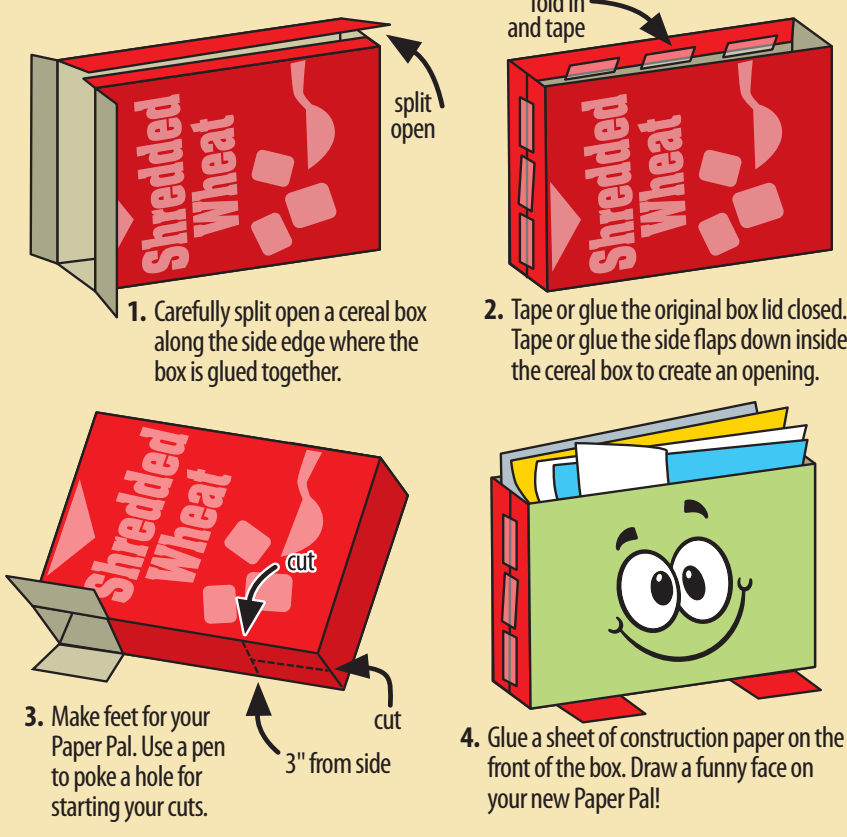 split
open
Shredded
Wheat
1. Carefully split open a cereal box
along the side edge where the
box is glued together.
fold in
and tape
Shredded
Wheat
2. Tape or glue the original box lid closed.
Tape or glue the side flaps down inside
the cereal box to create an opening.
Shredded
Wheat
cut
cut
3" from side
3. Make feet for your
Paper Pal. Use a pen
to poke a hole for
starting your cuts.
4. Glue a sheet of construction paper on the
front of the box. Draw a funny face on
your new Paper Pal!